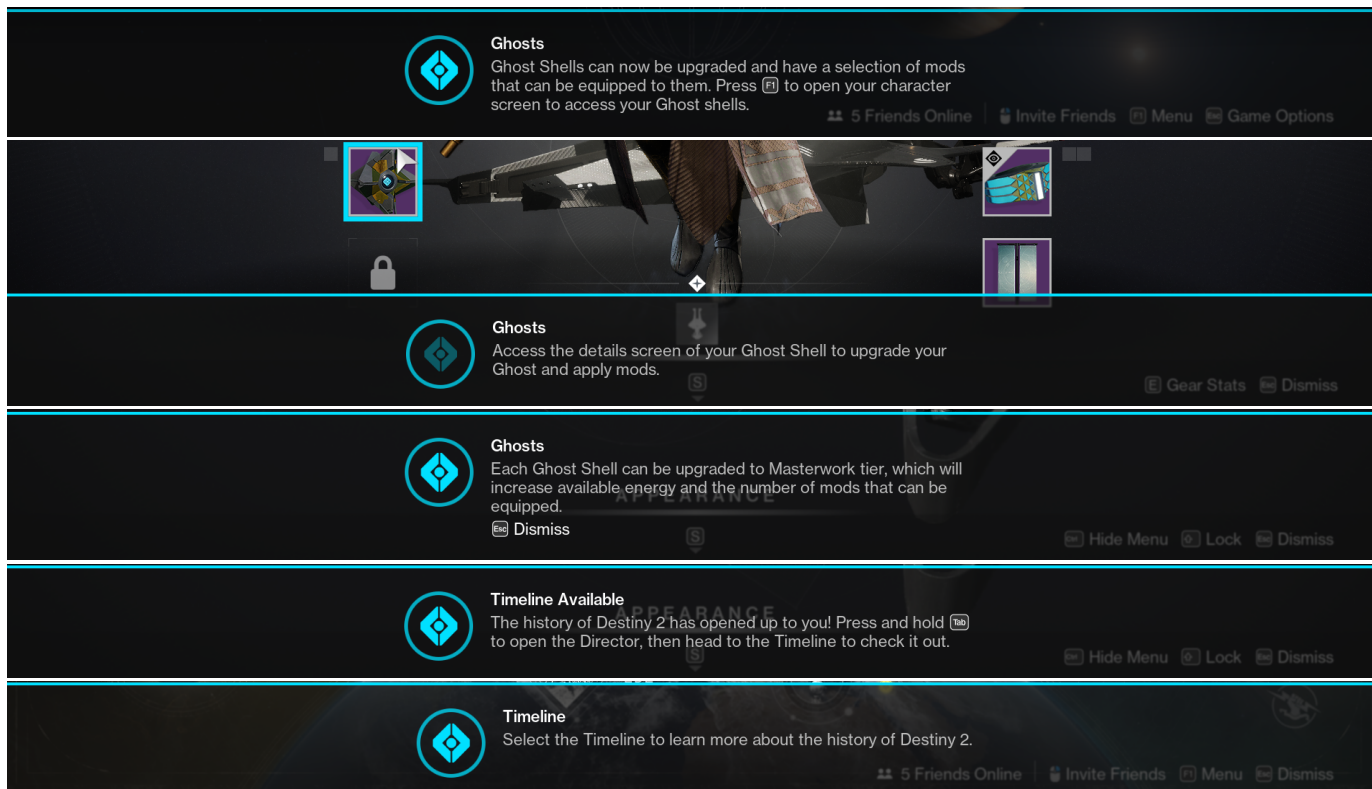 Ghosts
Ghost Shells can now be upgraded and have a selection of mods
that can be equipped to them. Press F1 to open your character
screen to access your Ghost shells.
5 Friends Online Invite Friends F1 Menu Esc Game Options
Ghosts
Access the details screen of your Ghost Shell to upgrade your
Ghost and apply mods.
S
E Gear Stats Esc Dismiss
Ghosts
Each Ghost Shell can be upgraded to Masterwork tier, which will
increase available energy and the number of mods that can be
APPEARANCE
equipped.
Esc Dismiss
S
Ctrl Hide Menu Lock Esc Dismiss
Timeline Available
APPEARANCE
The history of Destiny 2 has opened up to you! Press and hold Tab
to open the Director, then head to the Timeline to check it out.
S
Ctrl Hide Menu Lock Esc Dismiss
Timeline
Select the Timeline to learn more about the history of Destiny 2.
5 Friends Online Invite Friends F1 Menu Esc Dismiss